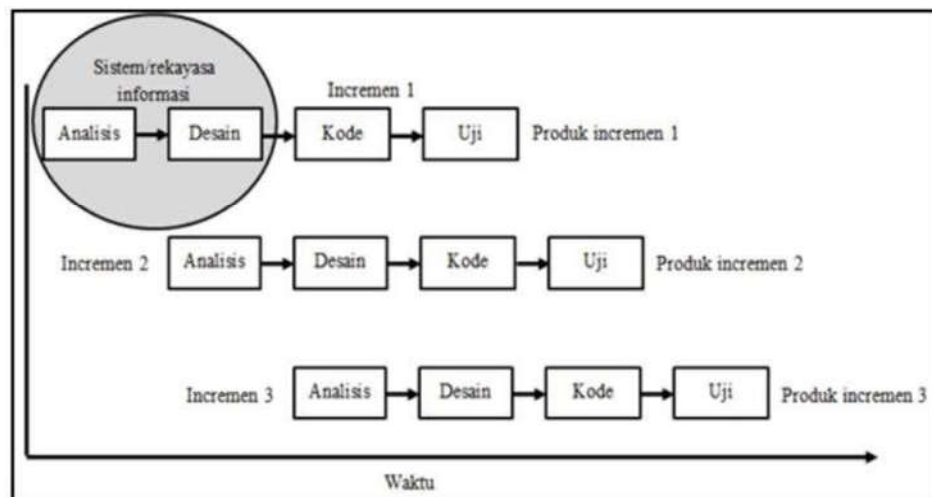 Sistem/rekayasa
informasi
Incremen 1
Analisis
Desain
Kode
Uji
Produk incremen 1
Incremen 2
Analisis
Desain
Kode
Uji
Produk incremen 2
Incremen 3
Analisis
Desain
Kode
Uji
Produk incremen 3
Waktu